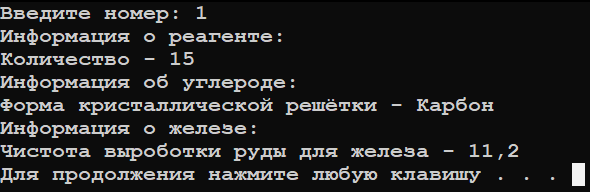 Введите номер: 1
Информация о реагенте:
Количество - 15
Информация об углероде:
Форма кристаллической решётки - Карбон
Информация о железе:
Чистота выроботки руды для железа - 11,2
Для продолжения нажмите любую клавишу . . .